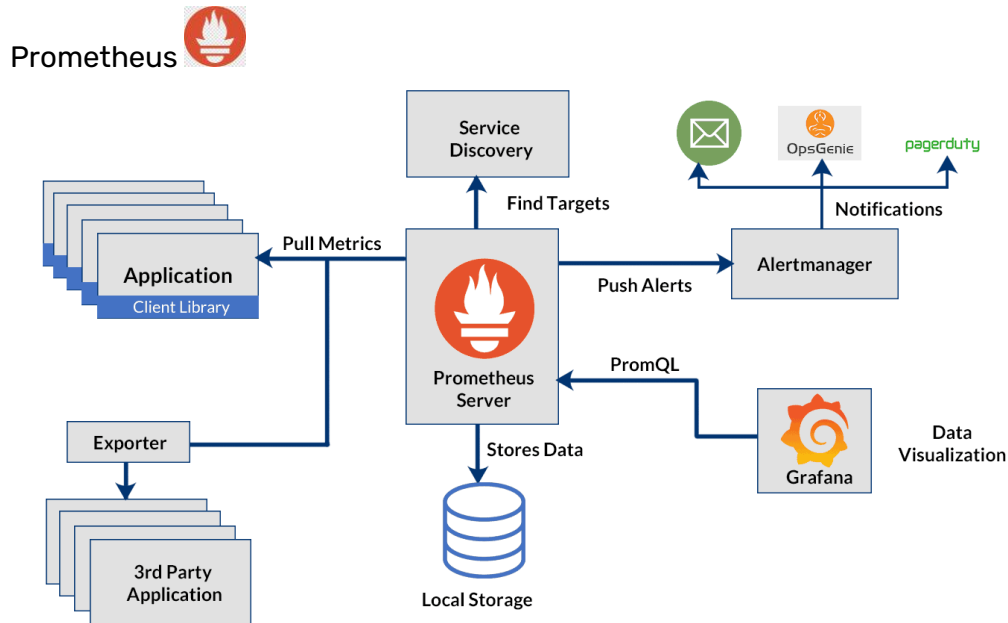 Prometheus
Service
Discovery
OpsGenie
pagerduty
Find Targets
Notifications
Pull Metrics
Application
Client Library
Push Alerts
Alertmanager
Prometheus
Server
PromQL
Grafana
Data
Visualization
Exporter
Stores Data
3rd Party
Application
Local Storage